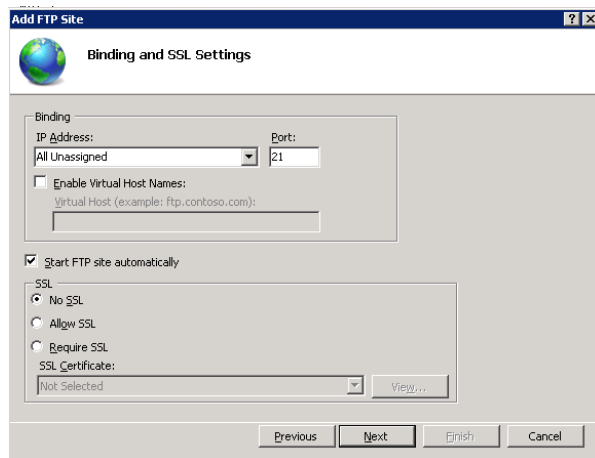 Add FTP Site
Binding and SSL Settings
Binding
IP Address: Port:
All Unassigned 21
Enable Virtual Host Names:
Virtual Host (example: ftp.contoso.com):
Start FTP site automatically
SSL
No SSL
Allow SSL
Require SSL
SSL Certificate:
Not Selected View...
Previous Next Finish Cancel